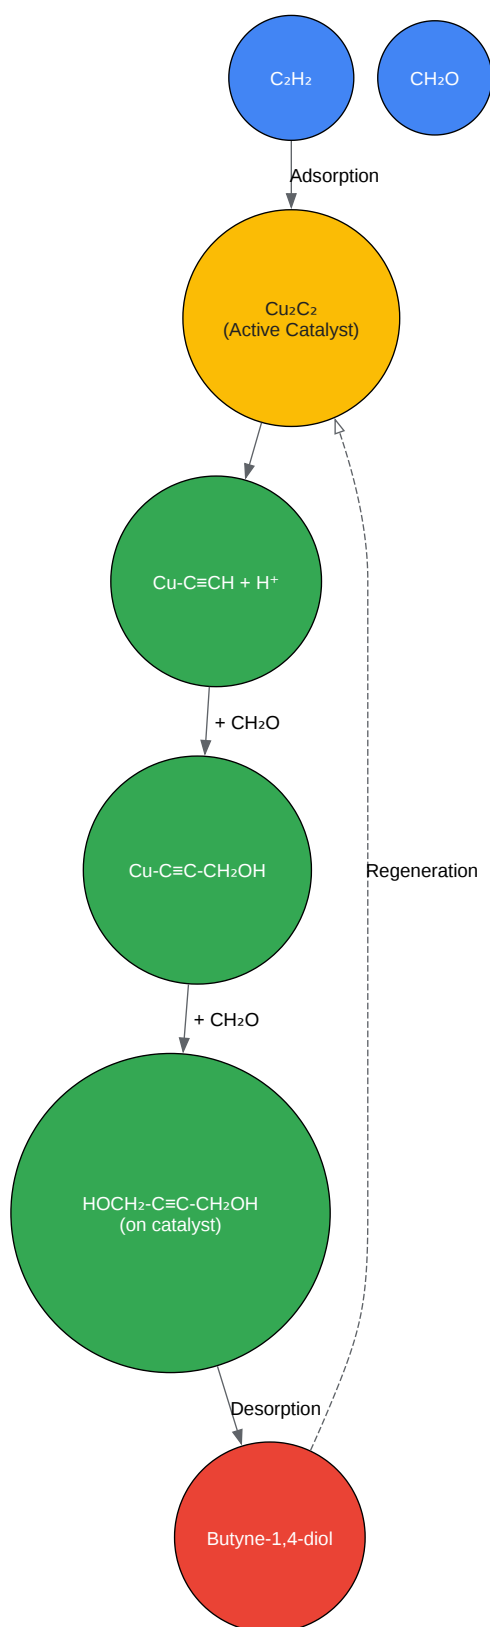 C₂H₂
CH₂O
Adsorption
Cu₂C₂
(Active Catalyst)
Cu-C≡CH + H⁺
+ CH₂O
Cu-C≡C-CH₂OH
Regeneration
+ CH₂O
HOCH₂-C≡C-CH₂OH
(on catalyst)
Desorption
Butyne-1,4-diol